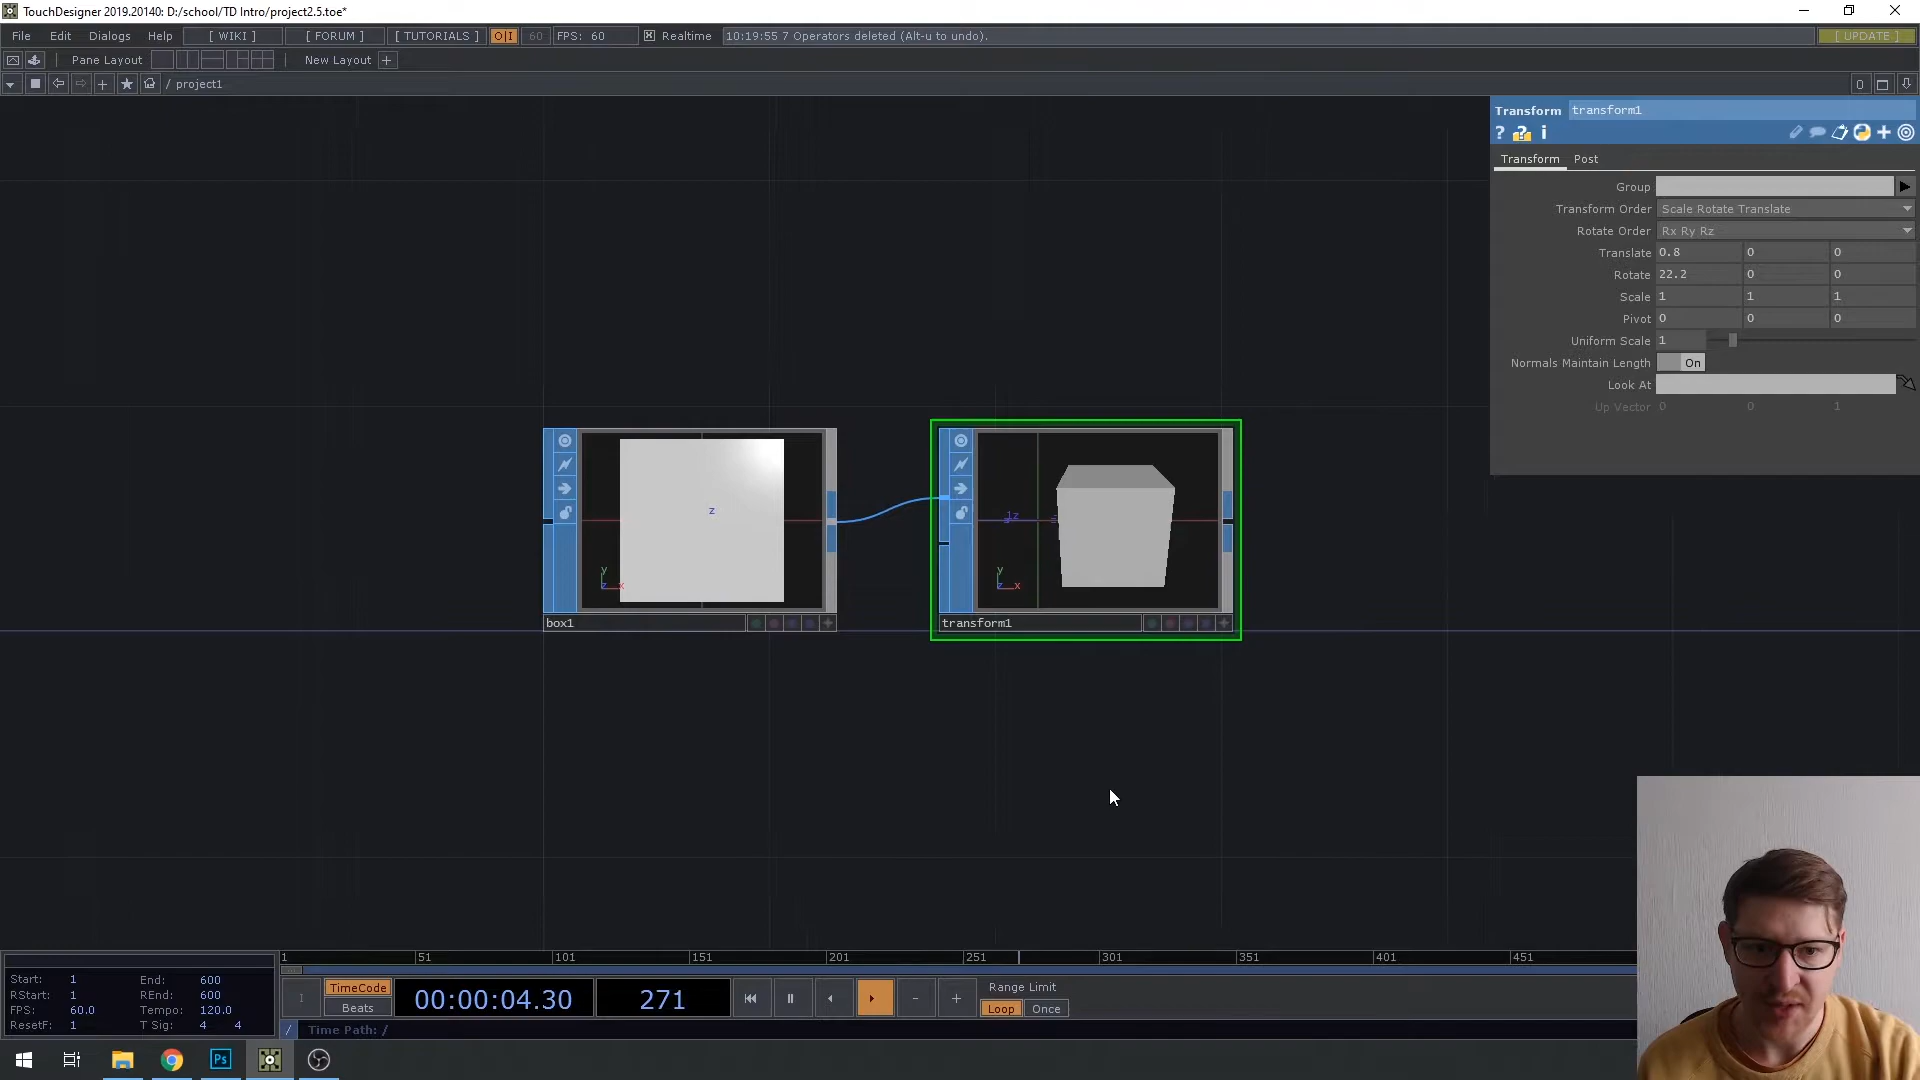 TouchDesigner 2019.20140: D:/school/TD Intro/project2.5.toe*
File Edit Dialogs Help [ WIKI ] [ FORUM ] [ TUTORIALS ] O|I 60 FPS: 60 Realtime 10:19:55 7 Operators deleted (Alt-u to undo). [ UPDATE ]
Pane Layout New Layout +
/ project1 0
Transform transform1
? ? i
Transform Post
Group
Transform Order Scale Rotate Translate
Rotate Order Rx Ry Rz
Translate 0.8 0 0
Rotate 22.2 0 0
Scale 1 1 1
Pivot 0 0 0
Uniform Scale 1
Normals Maintain Length On
Look At
Up Vector 0 0 1
z
y
z x
box1
1z
y
z x
transform1
1 51 101 151 201 251 301 351 401 451
Start: 1 End: 600
RStart: 1 REnd: 600
FPS: 60.0 Tempo: 120.0
ResetF: 1 T Sig: 4 4
I TimeCode Beats 00:00:04.30 271 - +
Range Limit
Loop Once
/ Time Path: /
Ps